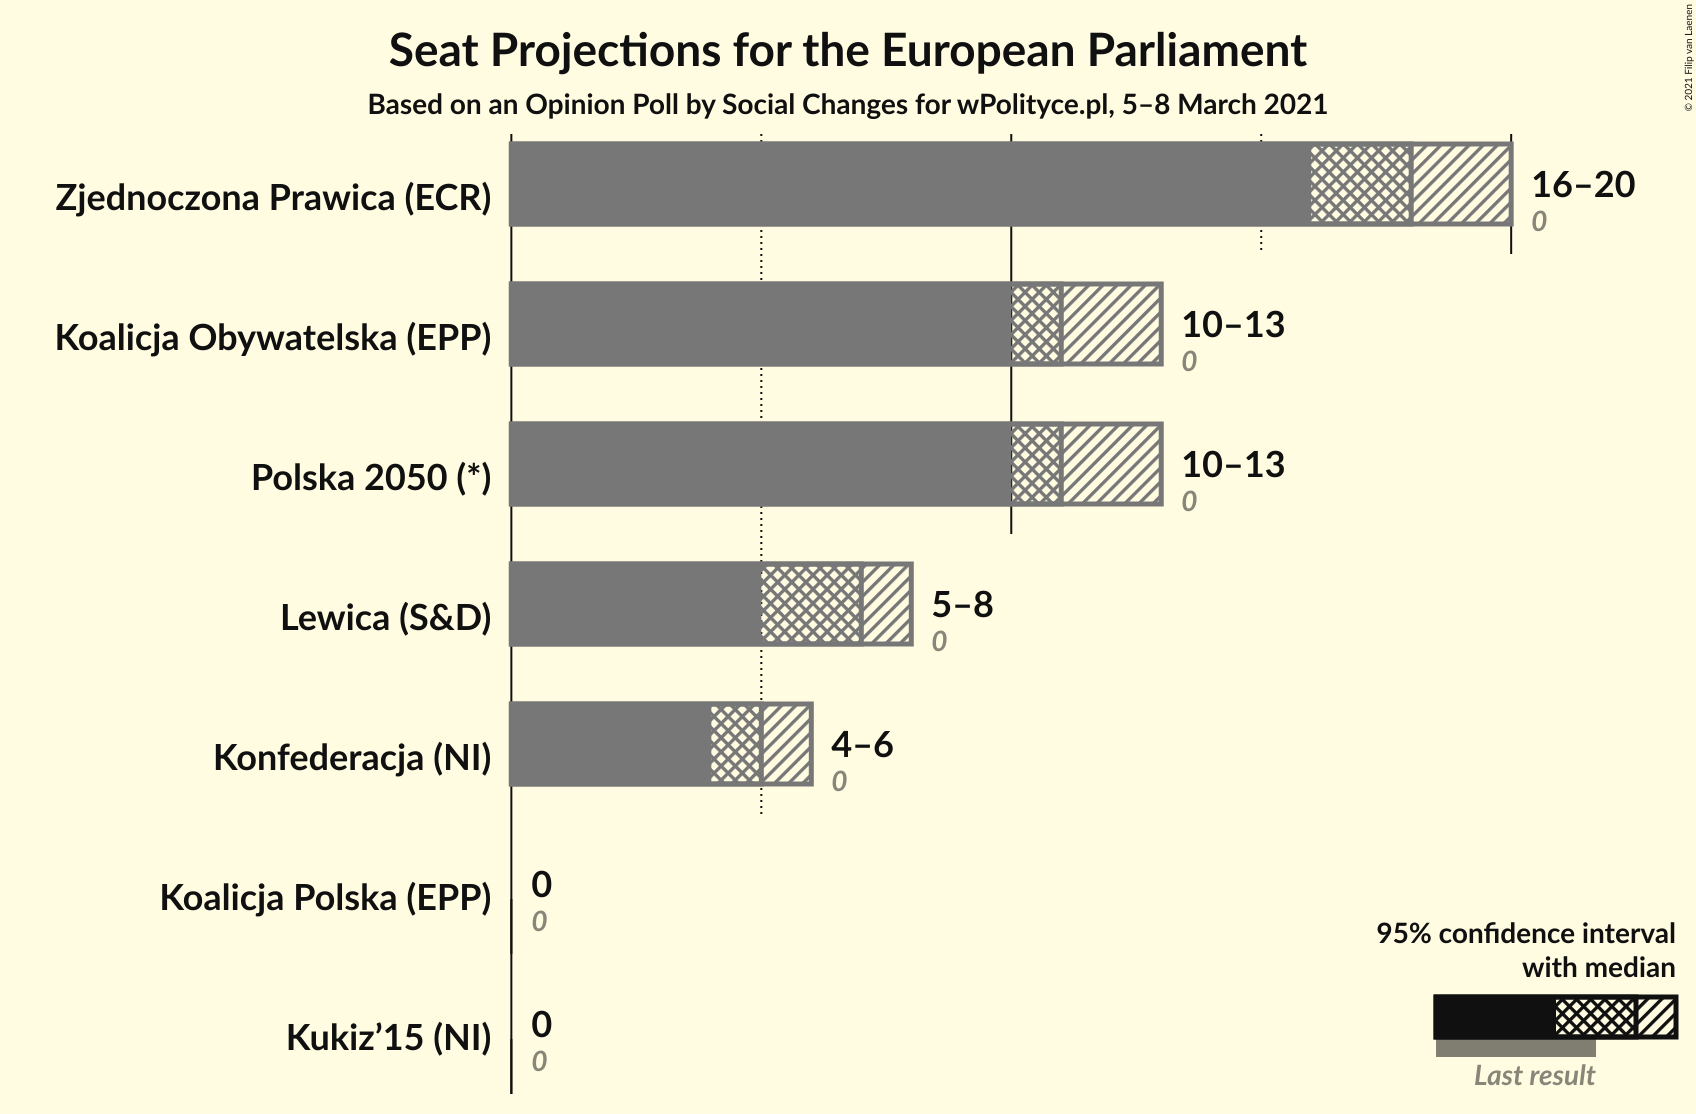 Seat Projections for the European Parliament
Based on an Opinion Poll by Social Changes for wPolityce.pl, 5–8 March 2021
© 2021 Filip van Laenen
Zjednoczona Prawica (ECR)
16–20
0
Koalicja Obywatelska (EPP)
10–13
0
Polska 2050 (*)
10–13
0
Lewica (S&D)
5–8
0
Konfederacja (NI)
4–6
0
Koalicja Polska (EPP)
0
0
Kukiz’15 (NI)
0
0
95% confidence interval
with median
Last result